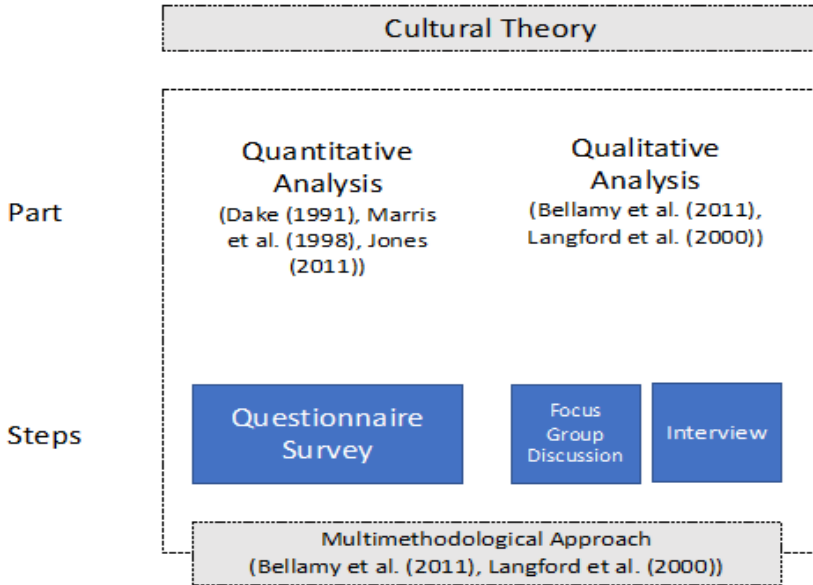 Cultural Theory
Part
Quantitative
Analysis
(Dake (1991), Marris
et al. (1998), Jones
(2011))
Qualitative
Analysis
(Bellamy et al. (2011),
Langford et al. (2000))
Steps
Questionnaire
Survey
Focus
Group
Discussion
Interview
Multimethodological Approach
(Bellamy et al. (2011), Langford et al. (2000))